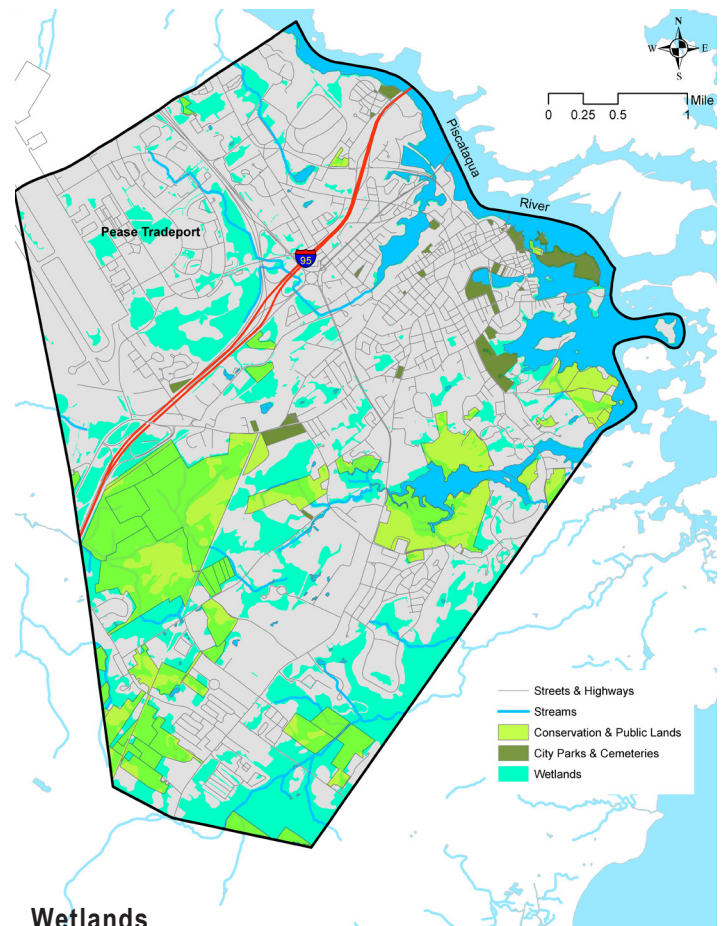 N
W E
S
Mile
0 0.25 0.5 1
Piscataqua
River
Pease Tradeport
95
Streets & Highways
Streams
Conservation & Public Lands
City Parks & Cemeteries
Wetlands
Wetlands